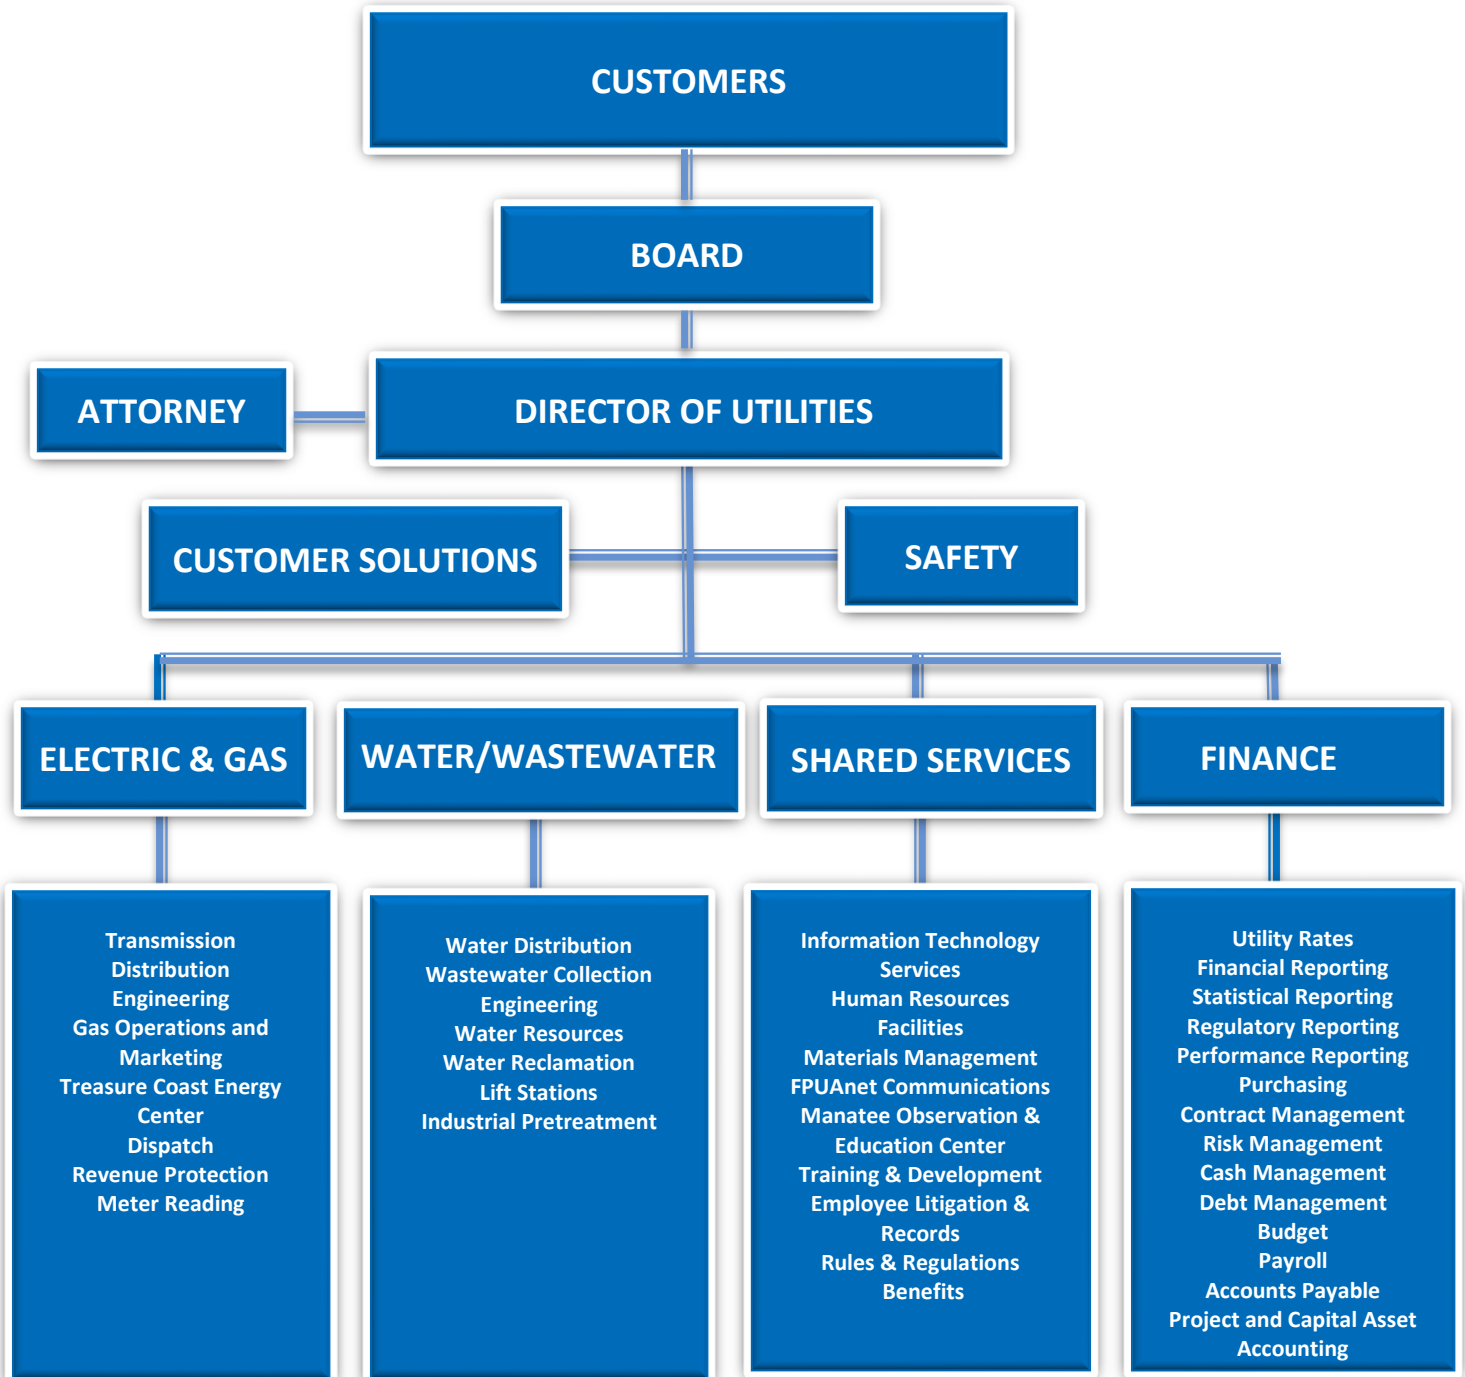 CUSTOMERS
BOARD
ATTORNEY
DIRECTOR OF UTILITIES
CUSTOMER SOLUTIONS
SAFETY
ELECTRIC & GAS
WATER/WASTEWATER
SHARED SERVICES
FINANCE
Transmission
Distribution
Engineering
Gas Operations and
Marketing
Treasure Coast Energy
Center
Dispatch
Revenue Protection
Meter Reading
Water Distribution
Wastewater Collection
Engineering
Water Resources
Water Reclamation
Lift Stations
Industrial Pretreatment
Information Technology
Services
Human Resources
Facilities
Materials Management
FPUAnet Communications
Manatee Observation &
Education Center
Training & Development
Employee Litigation &
Records
Rules & Regulations
Benefits
Utility Rates
Financial Reporting
Statistical Reporting
Regulatory Reporting
Performance Reporting
Purchasing
Contract Management
Risk Management
Cash Management
Debt Management
Budget
Payroll
Accounts Payable
Project and Capital Asset
Accounting